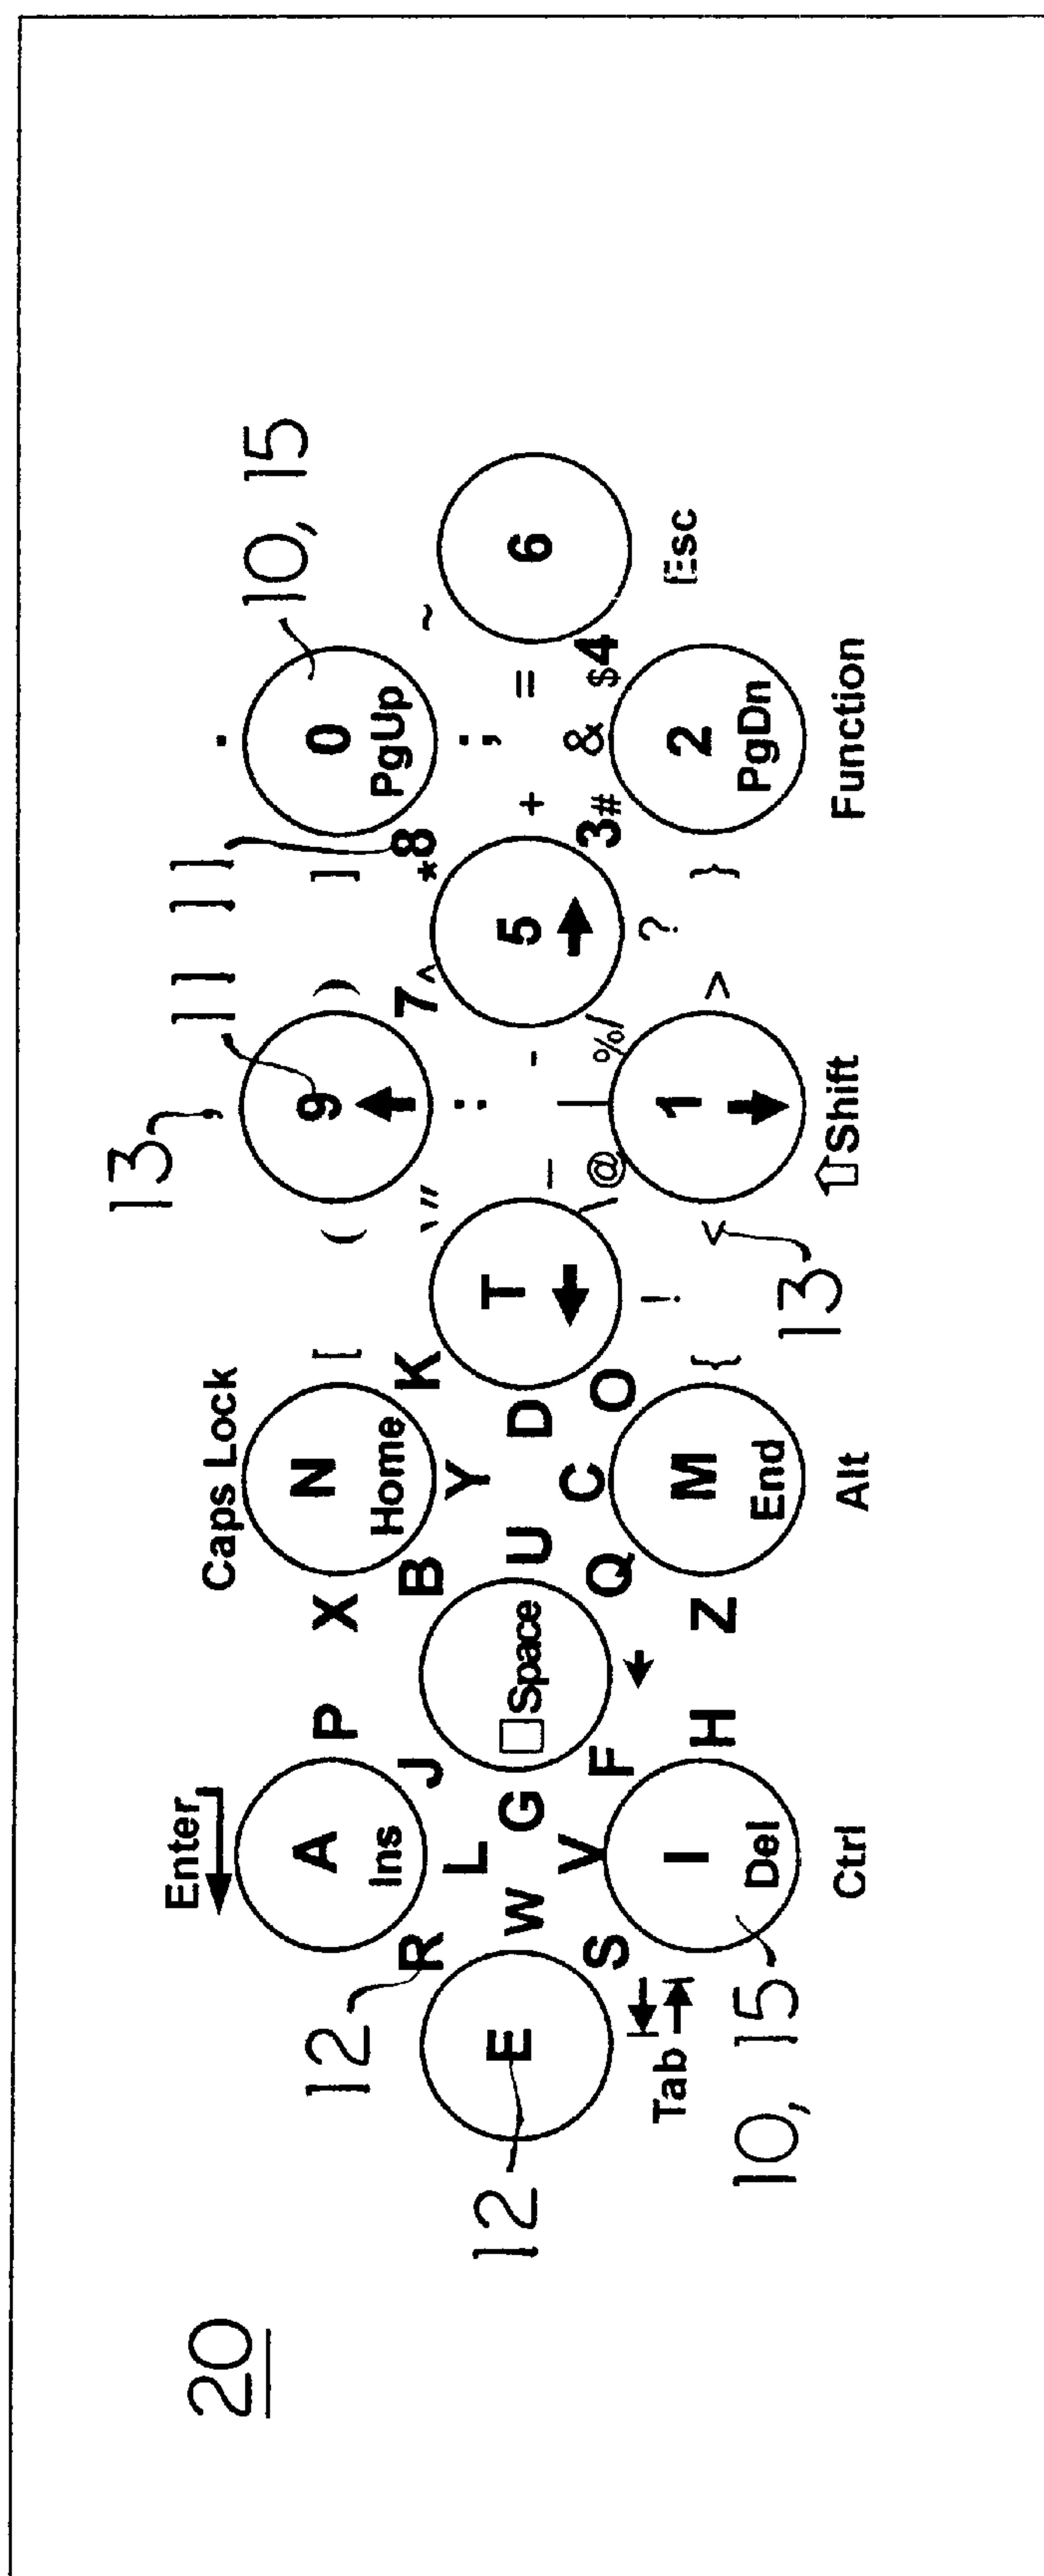 13
Enter
11 11
20 Caps Lock , .
10, 15
12 A P X N [ ( 9 ) ] 0
Ins Home PgUp
R J B K ' " 7 ^ * 8 ~
L Y : ;
12 E W G Space U D T _ - 5 + = 6
S V F Q C O \ @ | % / 3 # & $ 4
Tab ! ? Esc
I H Z M { < 1 > } 2
10, 15 Del End PgDn
13
Ctrl Alt ⇧Shift Function